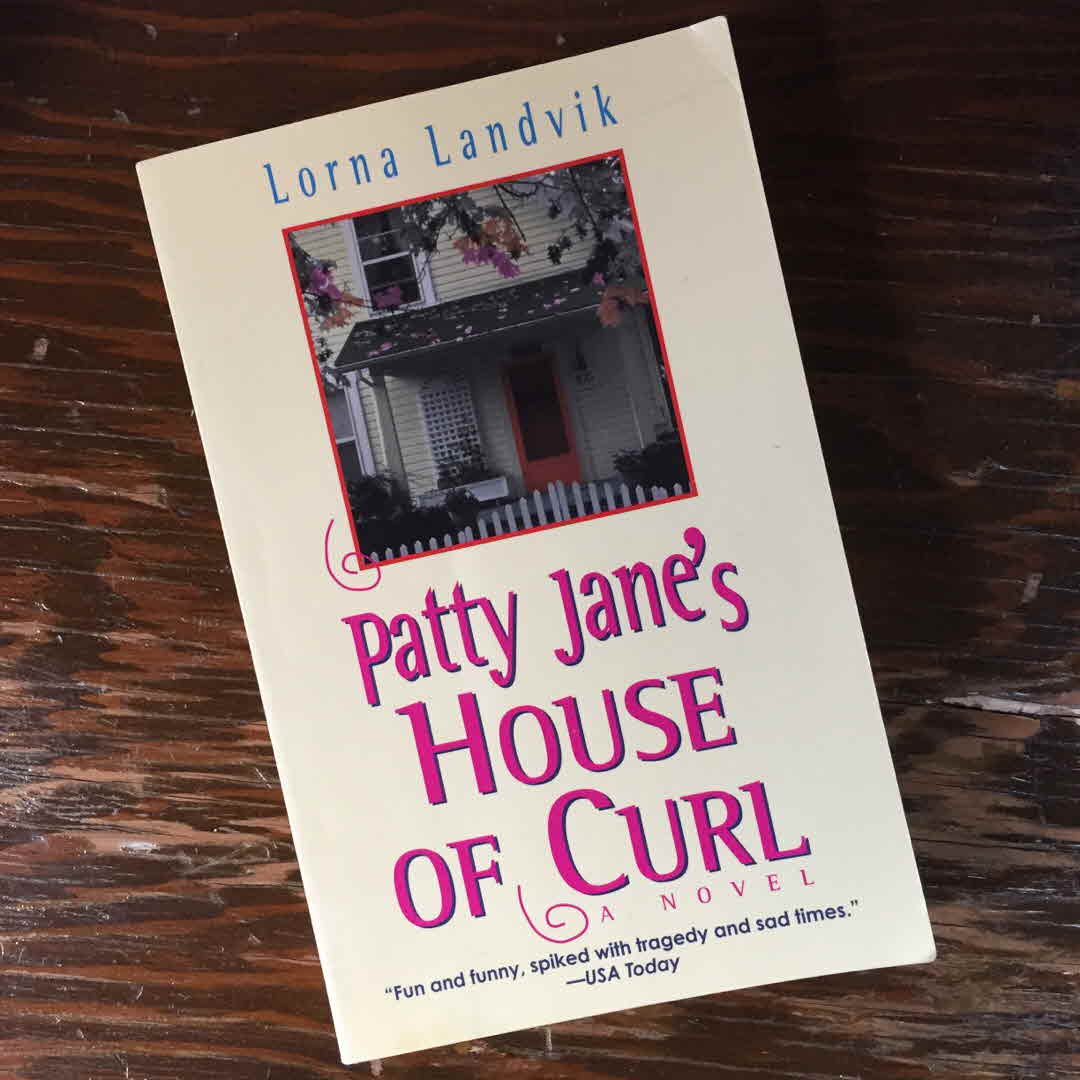 Lorna Landvik
Patty Jane's
HOUSE
OF CURL
A NOVEL
“Fun and funny, spiked with tragedy and sad times.”
—USA Today